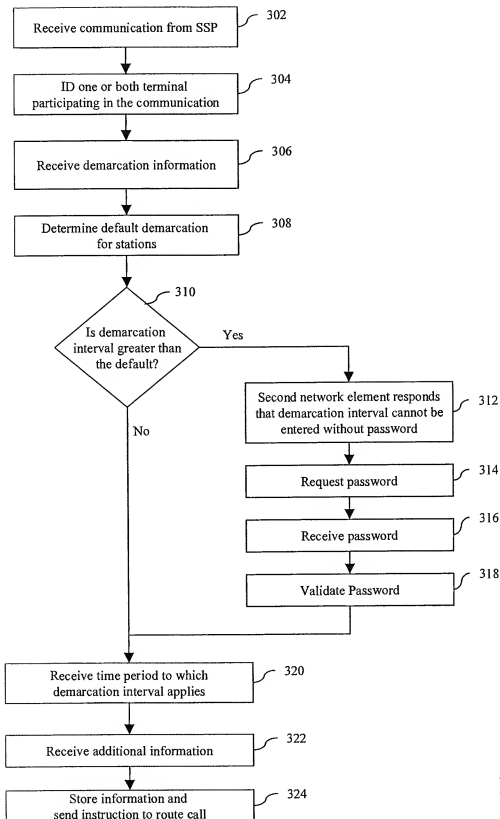 Receive communication from SSP
302
ID one or both terminal
participating in the communication
304
Receive demarcation information
306
Determine default demarcation
for stations
308
310
Is demarcation
interval greater than
the default?
Yes
No
Second network element responds
that demarcation interval cannot be
entered without password
312
Request password
314
Receive password
316
Validate Password
318
Receive time period to which
demarcation interval applies
320
Receive additional information
322
Store information and
send instruction to route call
324